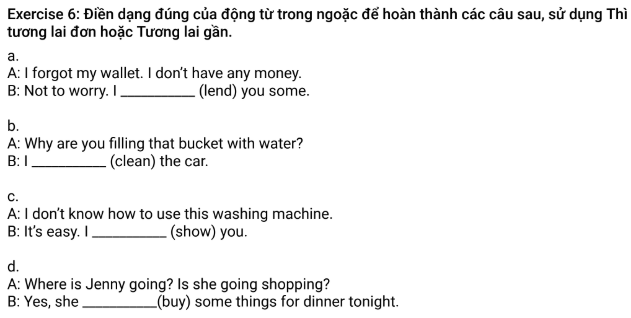 Exercise 6: Điền dạng đúng của động từ trong ngoặc để hoàn thành các câu sau, sử dụng Thì
tương lai đơn hoặc Tương lai gần.
a.
A: I forgot my wallet. I don't have any money.
B: Not to worry. I __________ (lend) you some.
b.
A: Why are you filling that bucket with water?
B: I __________ (clean) the car.
c.
A: I don't know how to use this washing machine.
B: It's easy. I __________ (show) you.
d.
A: Where is Jenny going? Is she going shopping?
B: Yes, she __________(buy) some things for dinner tonight.